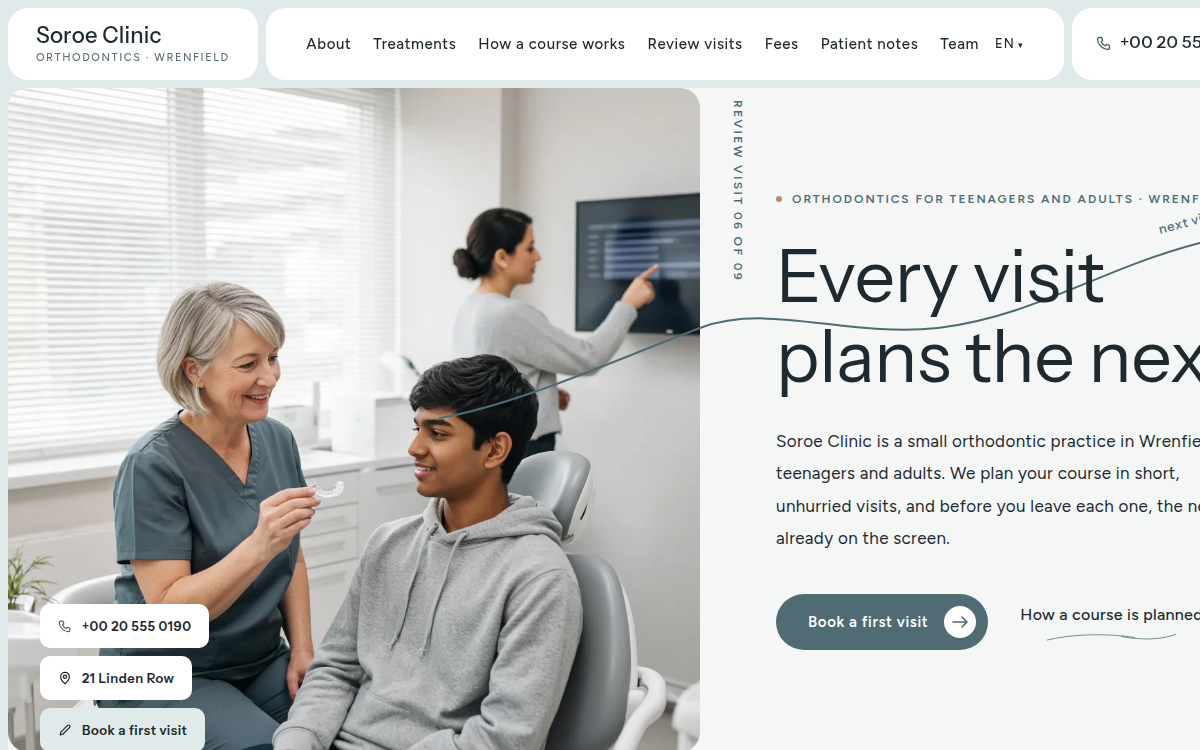 Soroe Clinic
ORTHODONTICS · WRENFIELD
About Treatments How a course works Review visits Fees Patient notes Team EN ▾
+00 20 55
REVIEW VISIT 06 OF 09
ORTHODONTICS FOR TEENAGERS AND ADULTS · WRENF
next vi
Every visit
plans the nex
Soroe Clinic is a small orthodontic practice in Wrenfie
teenagers and adults. We plan your course in short,
unhurried visits, and before you leave each one, the ne
already on the screen.
Book a first visit
How a course is planned
+00 20 555 0190
21 Linden Row
Book a first visit